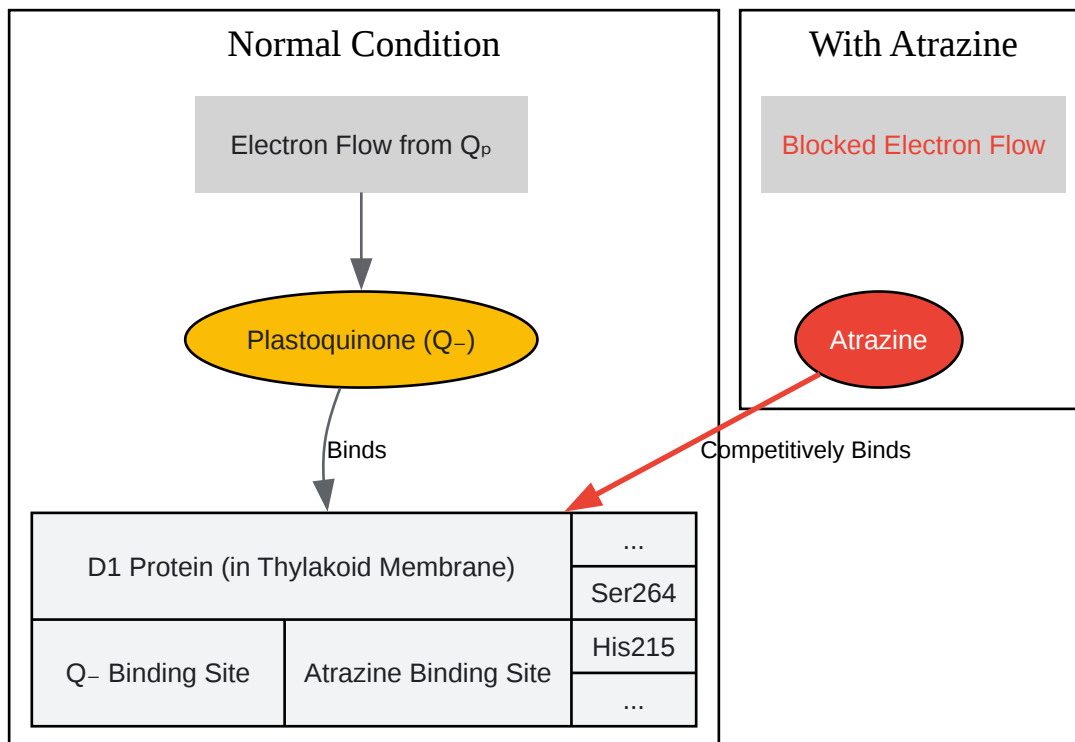 Normal Condition
With Atrazine
Electron Flow from Qₚ
Blocked Electron Flow
Plastoquinone (Q₋)
Atrazine
Binds
Competitively Binds
D1 Protein (in Thylakoid Membrane)
...
Ser264
His215
...
Q₋ Binding Site
Atrazine Binding Site